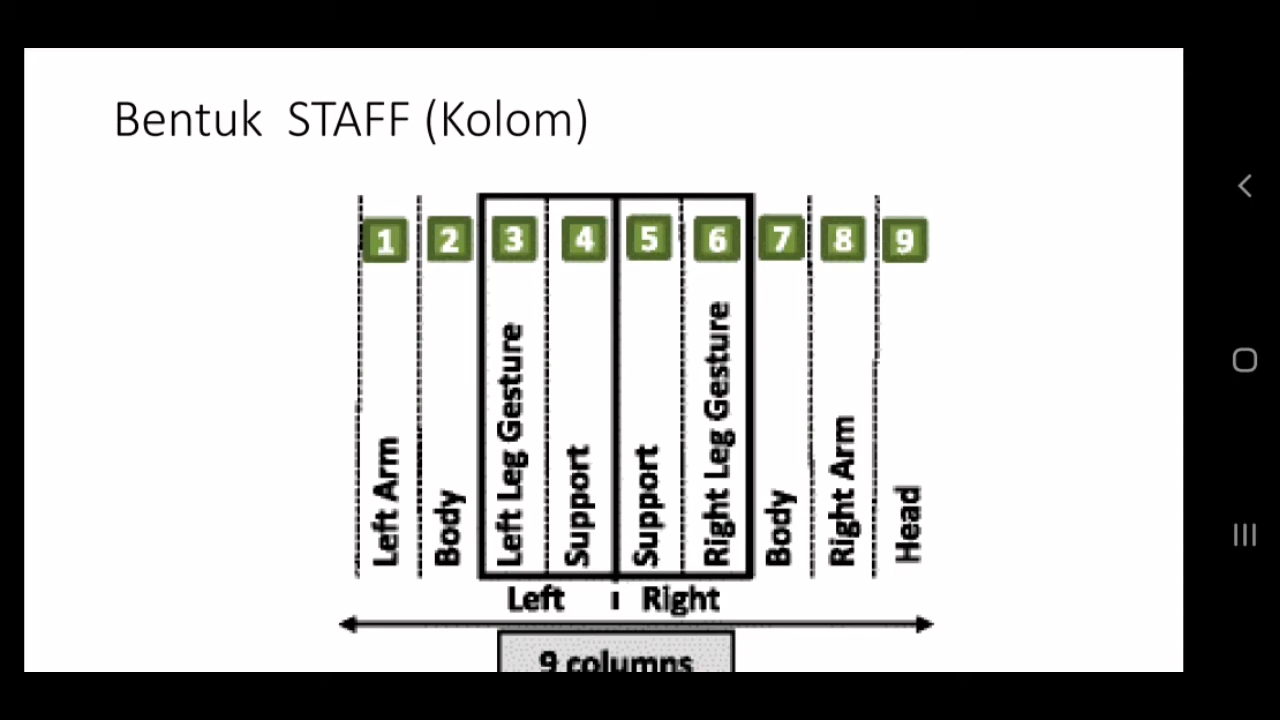 Bentuk STAFF (Kolom)
1 2 3 4 5 6 7 8 9
Left Arm
Body
Left Leg Gesture
Support
Support
Right Leg Gesture
Body
Right Arm
Head
Left Right
9 columns